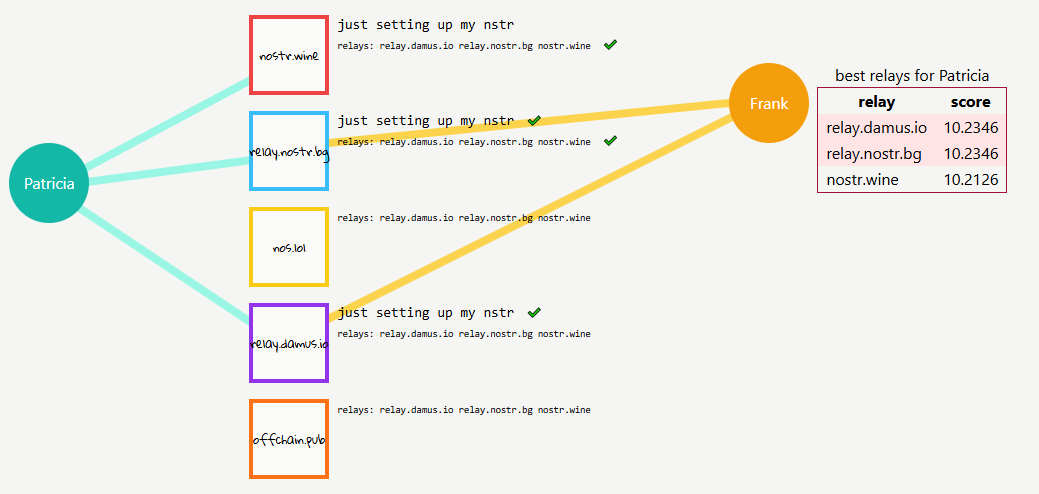 just setting up my nstr
relays: relay.damus.io relay.nostr.bg nostr.wine
nostr.wine
Frank
best relays for Patricia
relay score
relay.damus.io 10.2346
relay.nostr.bg 10.2346
nostr.wine 10.2126
just setting up my nstr
relays: relay.damus.io relay.nostr.bg nostr.wine
relay.nostr.bg
Patricia
relays: relay.damus.io relay.nostr.bg nostr.wine
nos.lol
just setting up my nstr
relays: relay.damus.io relay.nostr.bg nostr.wine
relay.damus.io
relays: relay.damus.io relay.nostr.bg nostr.wine
offchain.pub